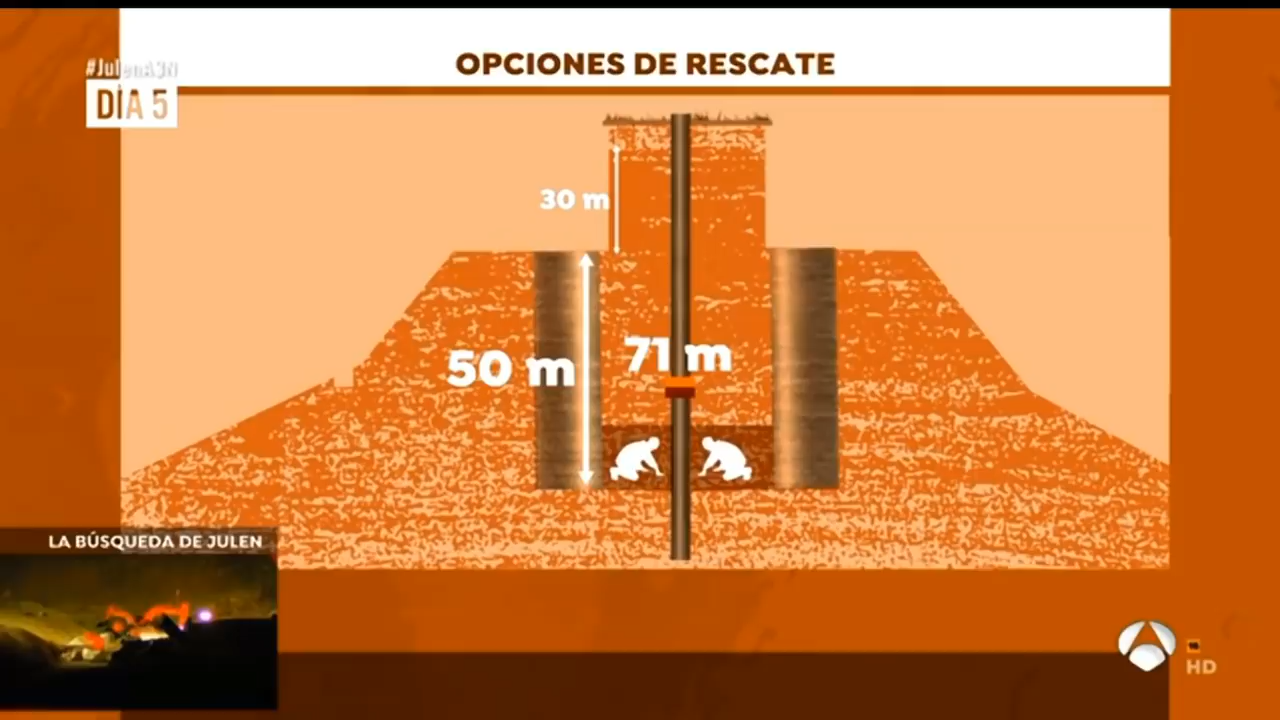 OPCIONES DE RESCATE
#JulenA3N
DÍA 5
30 m
50 m
71 m
LA BÚSQUEDA DE JULEN
HD